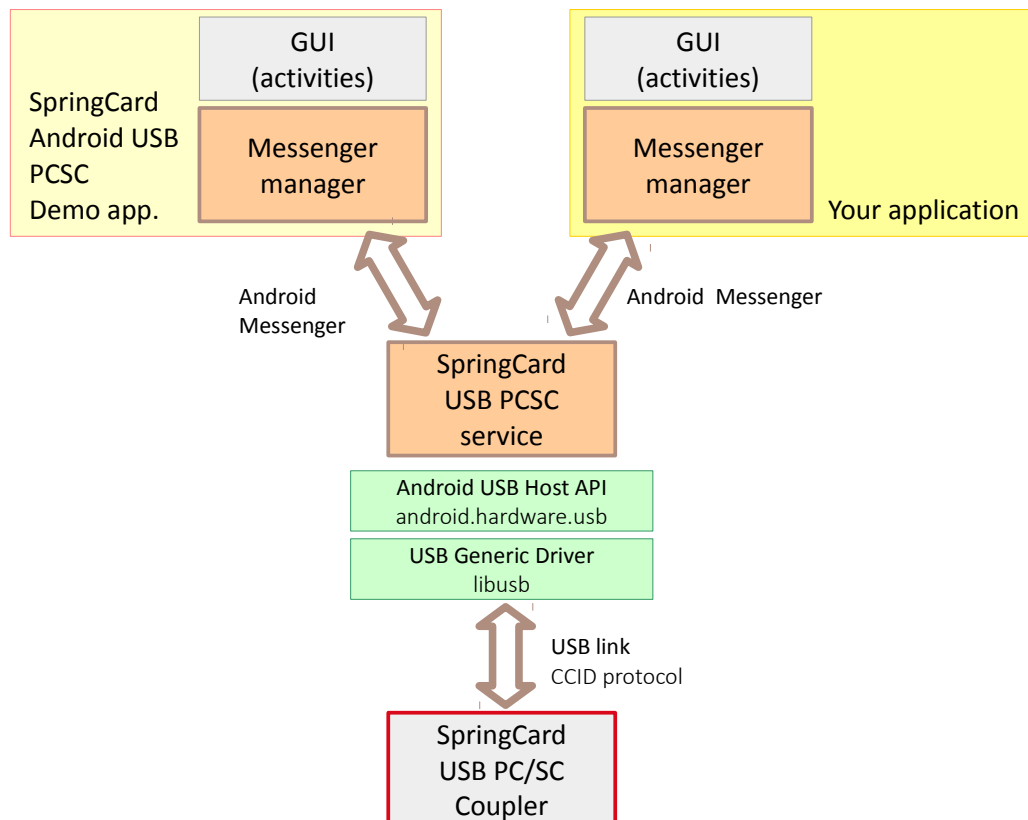 GUI
(activities)
SpringCard
Android USB
PCSC
Demo app.
Messenger
manager
GUI
(activities)
Messenger
manager
Your application
Android
Messenger
Android  Messenger
SpringCard
USB PCSC
service
Android USB Host API
android.hardware.usb
USB Generic Driver
libusb
USB link
CCID protocol
SpringCard
USB PC/SC
Coupler